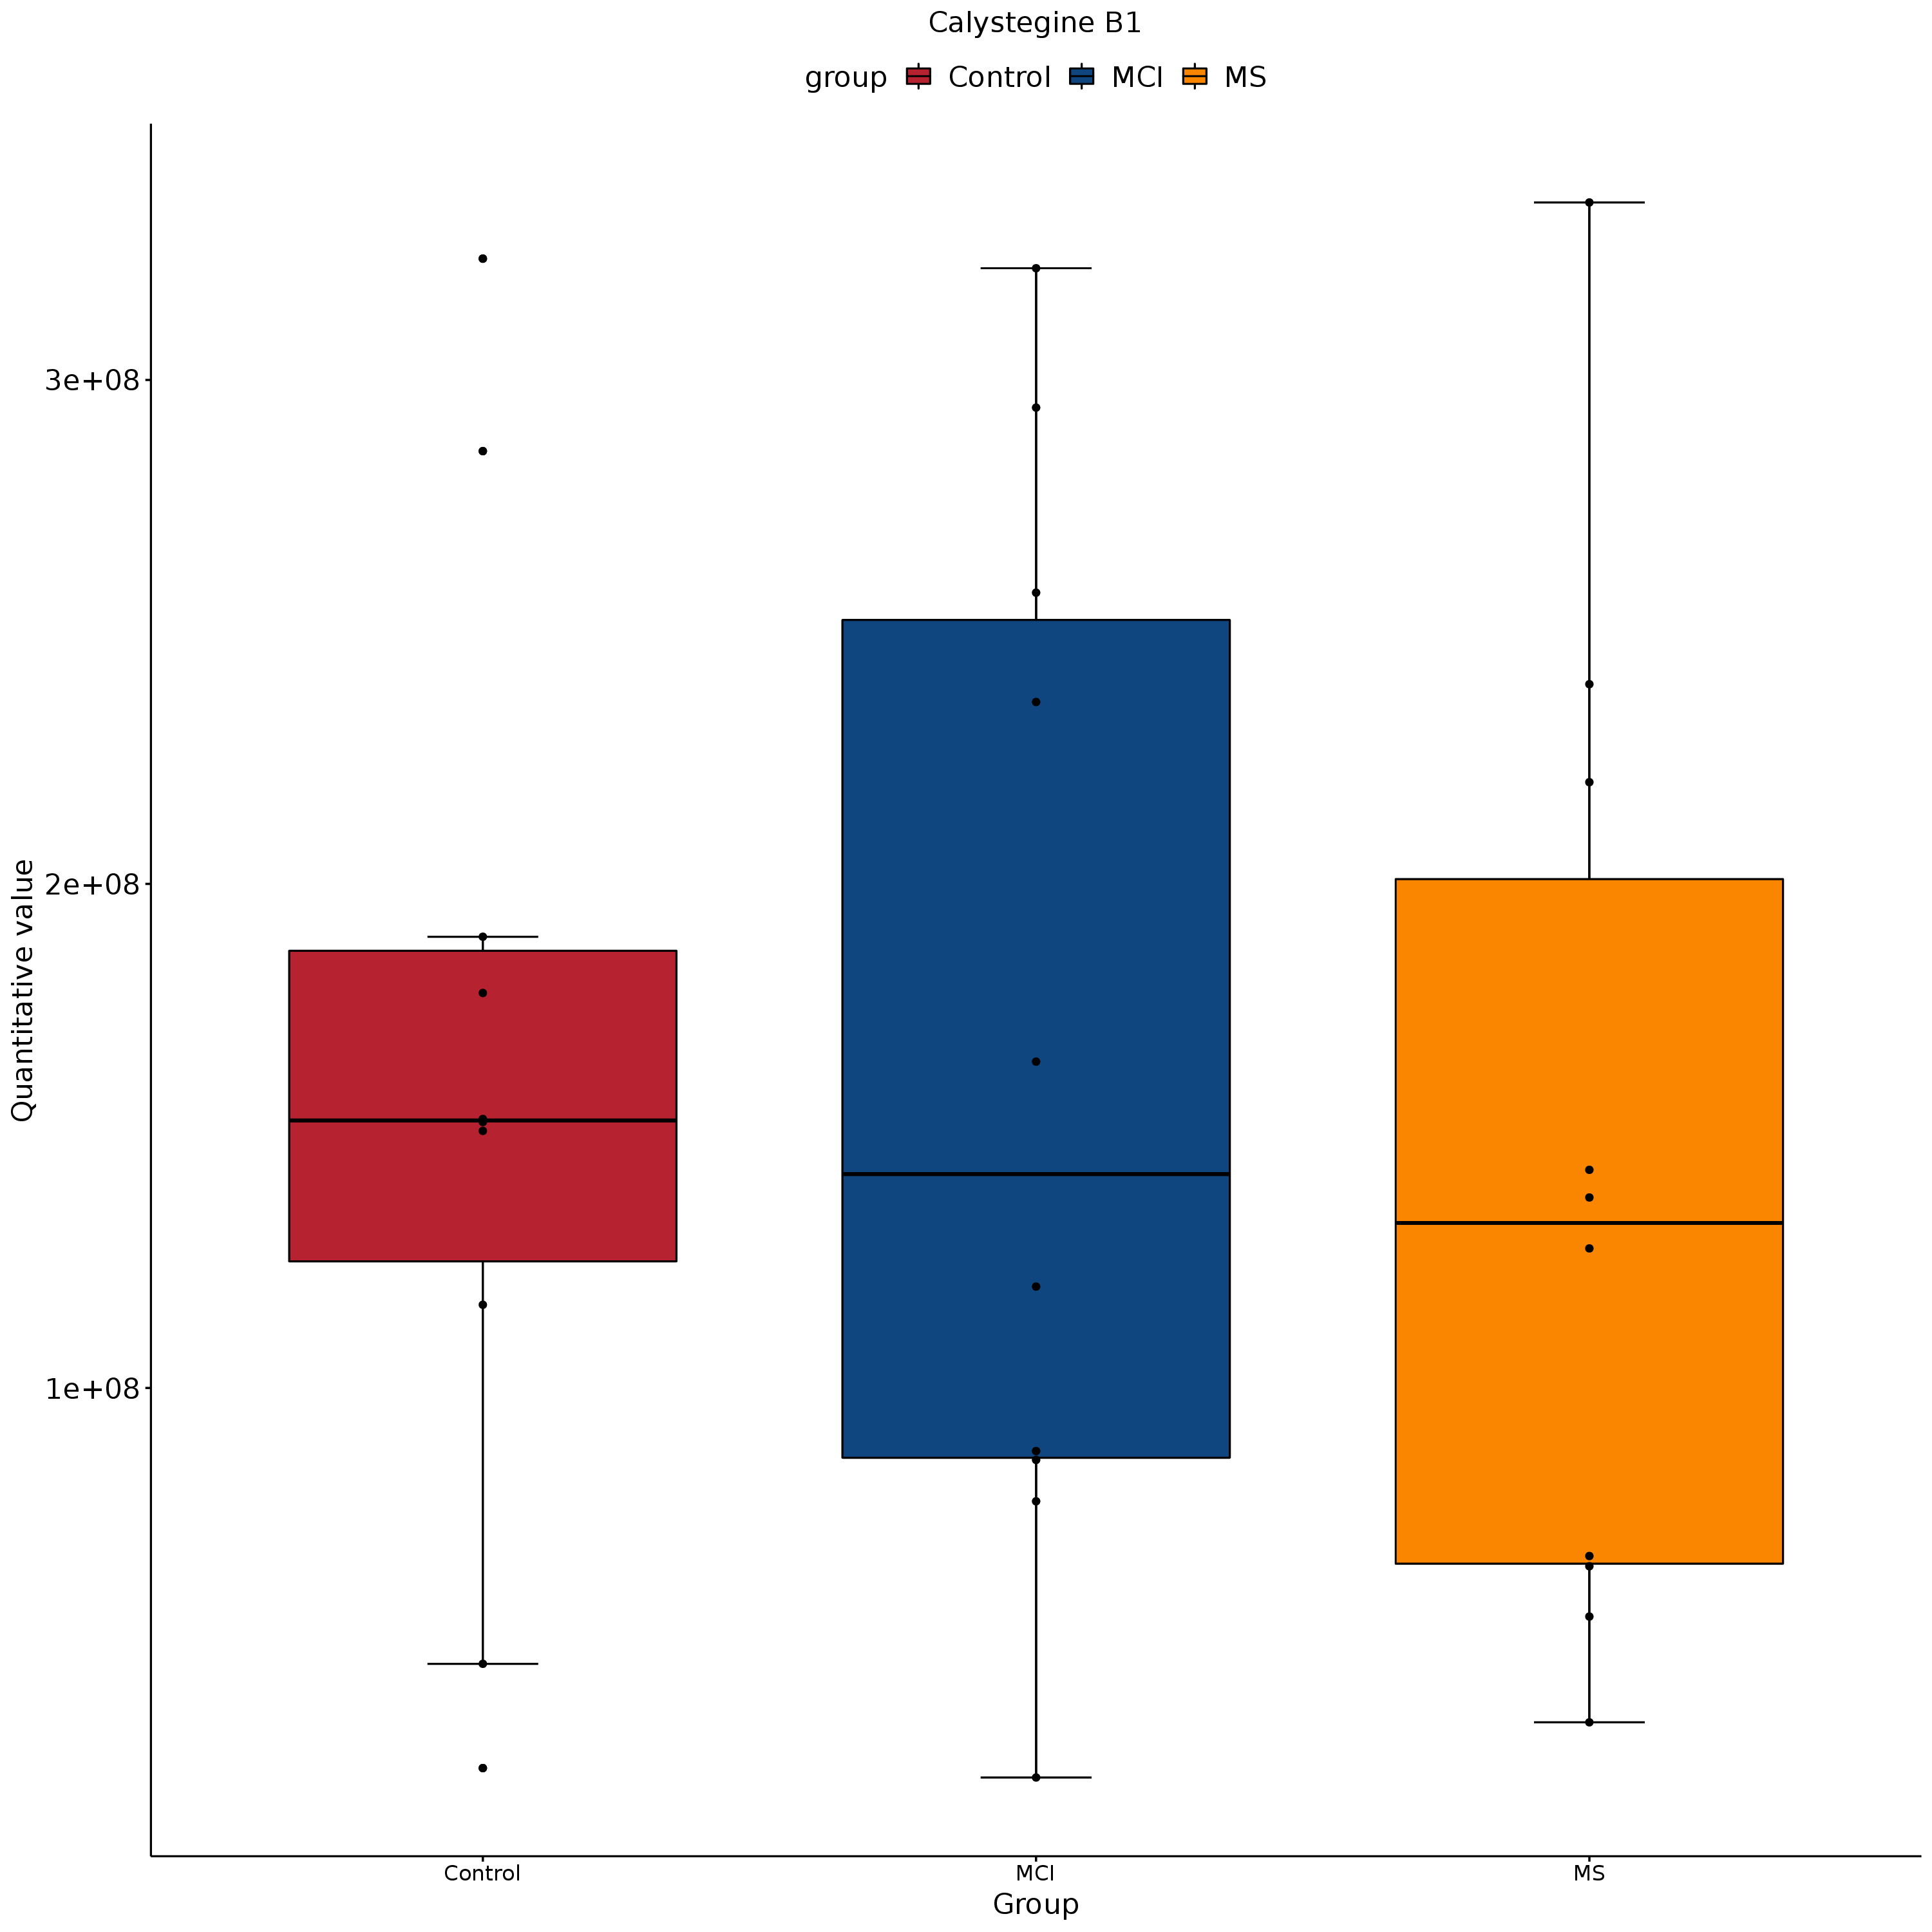 Calystegine B1
group Control MCI MS
Quantitative value
3e+08
2e+08
1e+08
Control MCI MS
Group